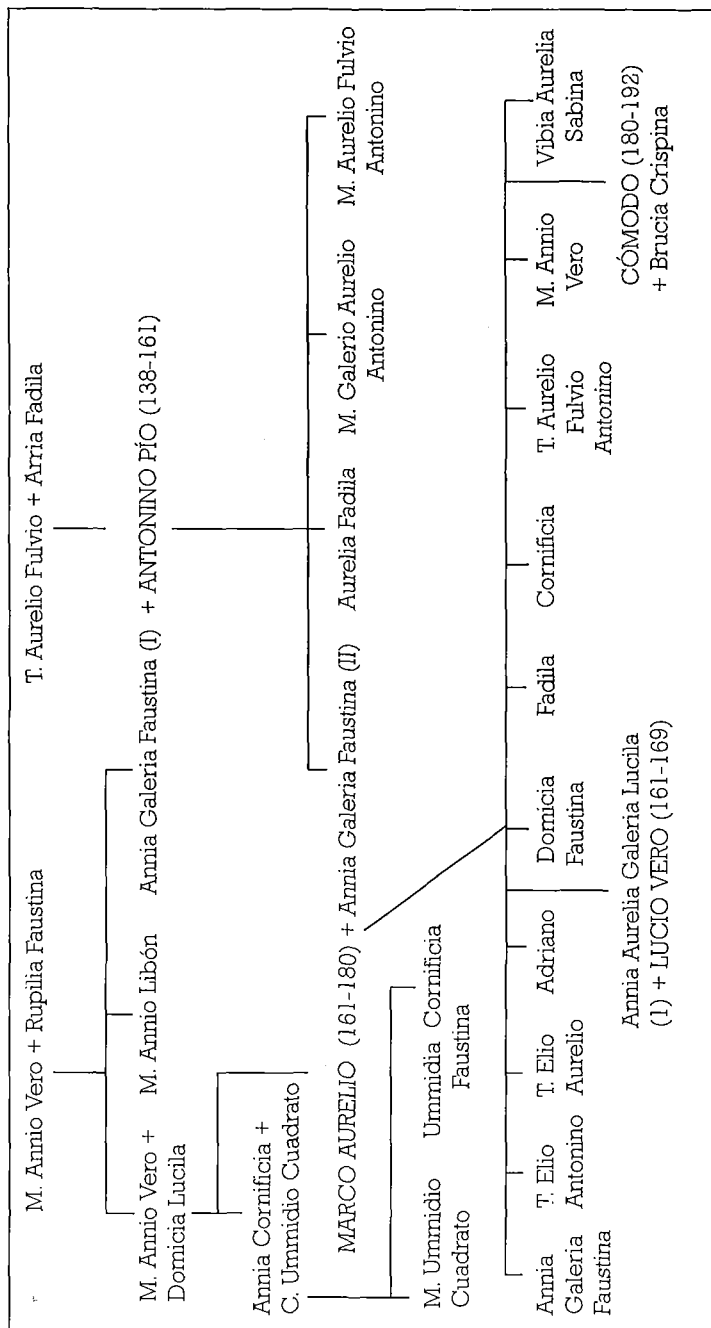 M. Annio Vero + Rupilia Faustina
T. Aurelio Fulvio + Arria Fadila
M. Annio Vero +
Domicia Lucila
M. Annio Libón
Annia Galeria Faustina (I) + ANTONINO PÍO (138-161)
Annia Cornificia +
C. Ummidio Cuadrato
MARCO AURELIO (161-180) + Annia Galeria Faustina (II)
Aurelia Fadila
M. Galerio Aurelio
Antonino
M. Aurelio Fulvio
Antonino
M. Ummidio
Cuadrato
Ummidia Cornificia
Faustina
Annia
Galeria
Faustina
T. Elio
Antonino
T. Elio
Aurelio
Adriano
Domicia
Faustina
Fadila
Cornificia
T. Aurelio
Fulvio
Antonino
M. Annio
Vero
Vibia Aurelia
Sabina
Annia Aurelia Galeria Lucila
(1) + LUCIO VERO (161-169)
CÓMODO (180-192)
+ Brucia Crispina